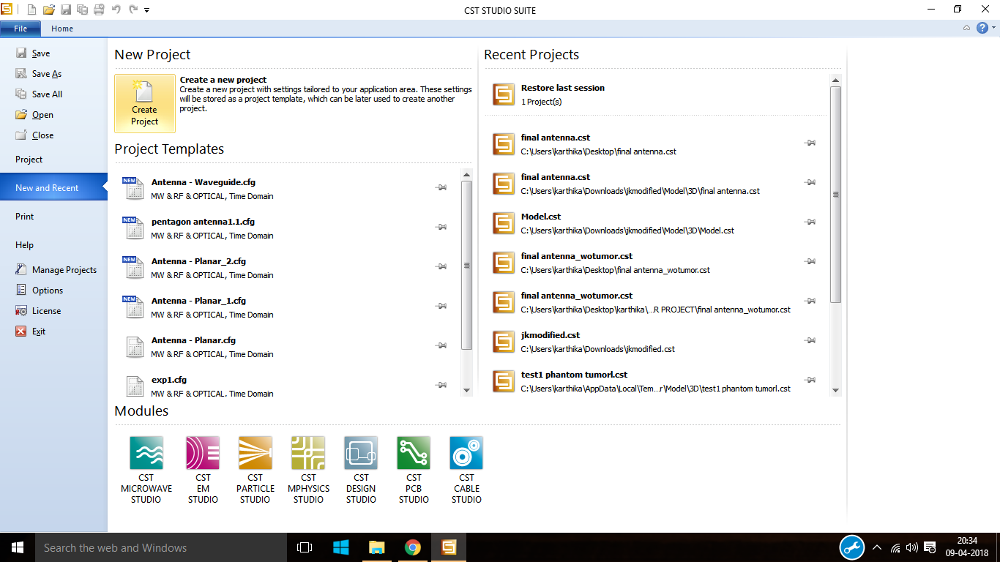 CST STUDIO SUITE
File
Home
Save
Save As
Save All
Open
Close
Project
New and Recent
Print
Help
Manage Projects
Options
License
Exit
New Project
Create Project
Create a new project
Create a new project with settings tailored to your application area. These settings
will be stored as a project template, which can be later used to create another
project.
Project Templates
NEW
Antenna - Waveguide.cfg
MW & RF & OPTICAL, Time Domain
NEW
pentagon antenna1.1.cfg
MW & RF & OPTICAL, Time Domain
NEW
Antenna - Planar_2.cfg
MW & RF & OPTICAL, Time Domain
NEW
Antenna - Planar_1.cfg
MW & RF & OPTICAL, Time Domain
Antenna - Planar.cfg
MW & RF & OPTICAL, Time Domain
exp1.cfg
MW & RF & OPTICAL, Time Domain
Recent Projects
Restore last session
1 Project(s)
final antenna.cst
C:\Users\karthika\Desktop\final antenna.cst
final antenna.cst
C:\Users\karthika\Downloads\jkmodified\Model\3D\final antenna.cst
Model.cst
C:\Users\karthika\Downloads\jkmodified\Model\3D\Model.cst
final antenna_wotumor.cst
C:\Users\karthika\Desktop\final antenna_wotumor.cst
final antenna_wotumor.cst
C:\Users\karthika\Desktop\karthika\...R PROJECT\final antenna_wotumor.cst
jkmodified.cst
C:\Users\karthika\Downloads\jkmodified.cst
test1 phantom tumorl.cst
C:\Users\karthika\AppData\Local\Tem...r\Model\3D\test1 phantom tumorl.cst
Modules
CST MICROWAVE STUDIO
CST EM STUDIO
CST PARTICLE STUDIO
CST MPHYSICS STUDIO
CST DESIGN STUDIO
CST PCB STUDIO
CST CABLE STUDIO
Search the web and Windows
20:34
09-04-2018